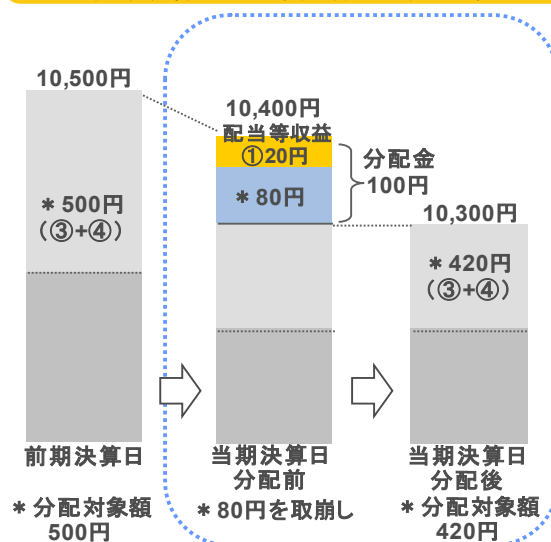 10,500円
＊500円
（③+④）
前期決算日
＊分配対象額
500円
10,400円
配当等収益
①20円
＊80円
分配金
100円
当期決算日
分配前
＊80円を取崩し
10,300円
＊420円
（③+④）
当期決算日
分配後
＊分配対象額
420円